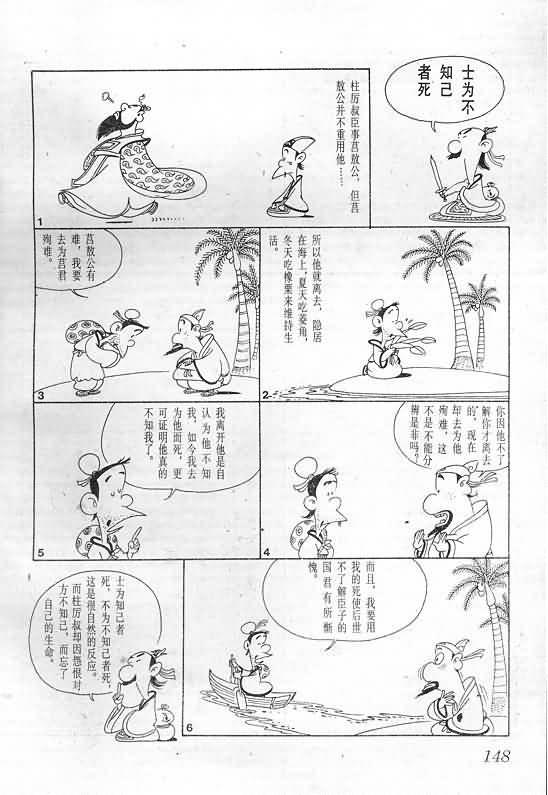 士为不
知己
者死
柱厉叔臣事莒敖公，但莒
敖公并不重用他……
1
所以他就离去，隐居
在海上，夏天吃菱角，
冬天吃橡栗来维持生
活。
2
莒敖公有
难，我要
去为莒君
殉难。
3
你因他不了
解你才离去
的。现在
却去为他
殉难，这
不是不能分
辨是非吗？
4
我离开他是自
认为他不知
我，如今我去
为他而死，更
可证明他真的
不知我了。
5
而且，我要用
我的死使后世
不了解臣子的
国君有所惭
愧。
6
士为知己者
死，不为不知己者死，
这是很自然的反应。
而柱厉叔却因怨恨对
方不知己，而忘了
自己的生命。
148